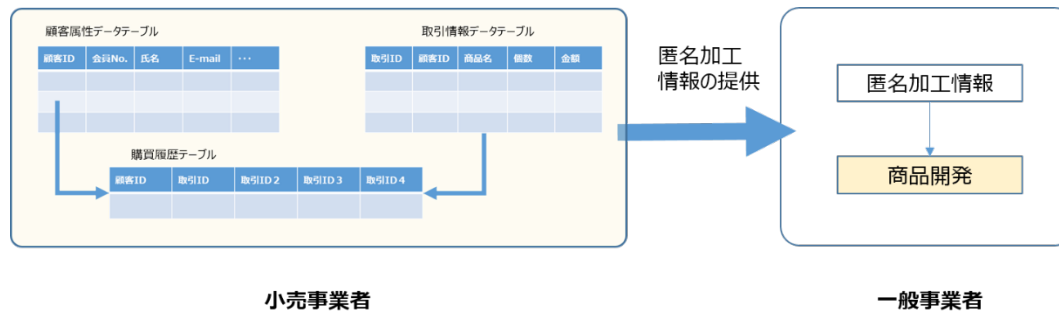 顧客属性データテーブル
顧客ID 会員No. 氏名 E-mail ・・・
取引情報データテーブル
取引ID 顧客ID 商品名 個数 金額
購買履歴テーブル
顧客ID 取引ID 取引ID2 取引ID3 取引ID4
匿名加工
情報の提供
匿名加工情報
商品開発
小売事業者
一般事業者